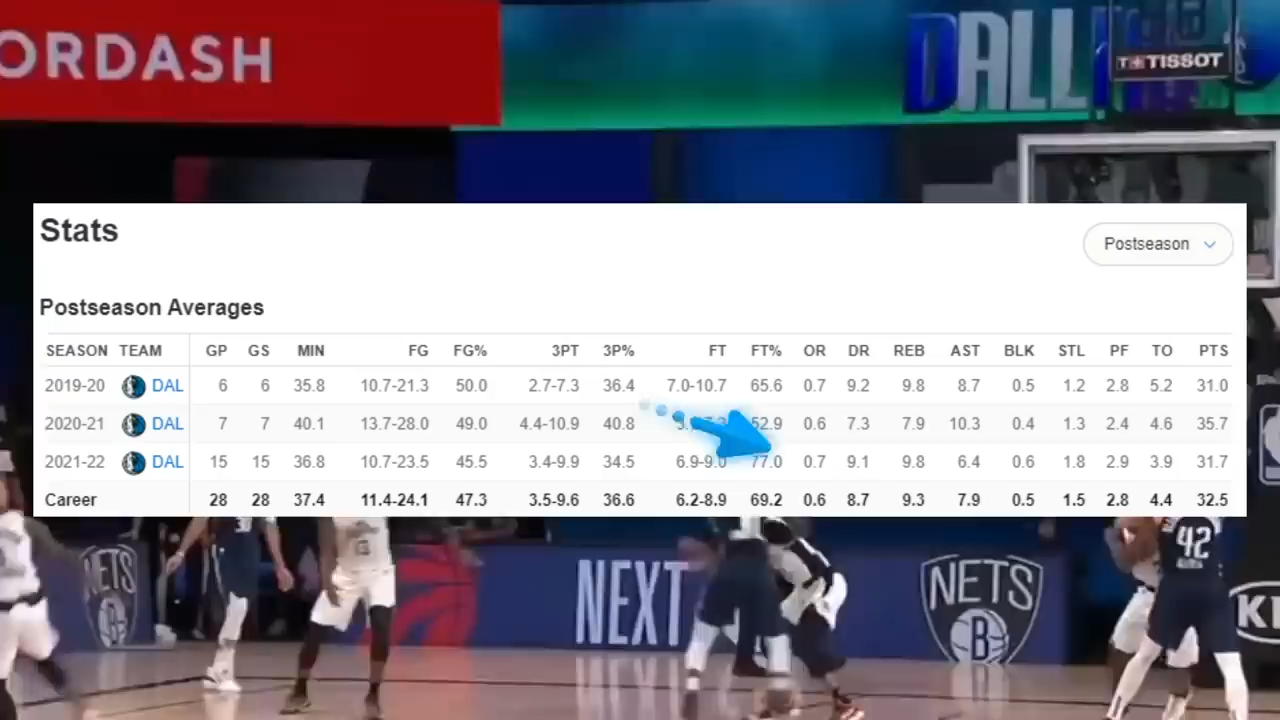 ORDASH
DALL
T+TISSOT
Stats
Postseason
Postseason Averages
SEASON TEAM GP GS MIN FG FG% 3PT 3P% FT FT% OR DR REB AST BLK STL PF TO PTS
2019-20 DAL 6 6 35.8 10.7-21.3 50.0 2.7-7.3 36.4 7.0-10.7 65.6 0.7 9.2 9.8 8.7 0.5 1.2 2.8 5.2 31.0
2020-21 DAL 7 7 40.1 13.7-28.0 49.0 4.4-10.9 40.8 52.9 0.6 7.3 7.9 10.3 0.4 1.3 2.4 4.6 35.7
2021-22 DAL 15 15 36.8 10.7-23.5 45.5 3.4-9.9 34.5 6.9-9.0 77.0 0.7 9.1 9.8 6.4 0.6 1.8 2.9 3.9 31.7
Career 28 28 37.4 11.4-24.1 47.3 3.5-9.6 36.6 6.2-8.9 69.2 0.6 8.7 9.3 7.9 0.5 1.5 2.8 4.4 32.5
NETS
NEXT
NETS
B
42
KI